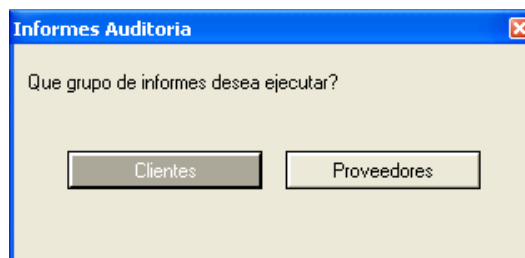 Informes Auditoria
Que grupo de informes desea ejecutar?
Clientes Proveedores